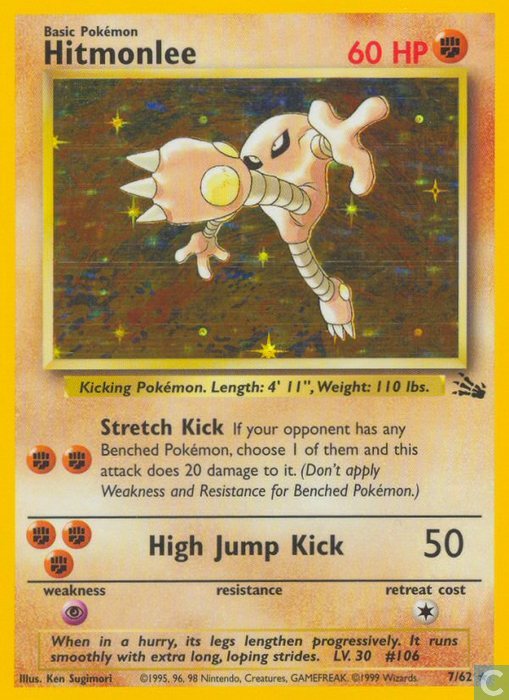 Basic Pokémon
Hitmonlee
60 HP
Kicking Pokémon. Length: 4' 11", Weight: 110 lbs.
Stretch Kick If your opponent has any
Benched Pokémon, choose 1 of them and this
attack does 20 damage to it. (Don't apply
Weakness and Resistance for Benched Pokémon.)
High Jump Kick 50
weakness resistance retreat cost
When in a hurry, its legs lengthen progressively. It runs
smoothly with extra long, loping strides. LV. 30 #106
Illus. Ken Sugimori ©1995, 96, 98 Nintendo, Creatures, GAMEFREAK. ©1999 Wizards. 7/62 ★
C